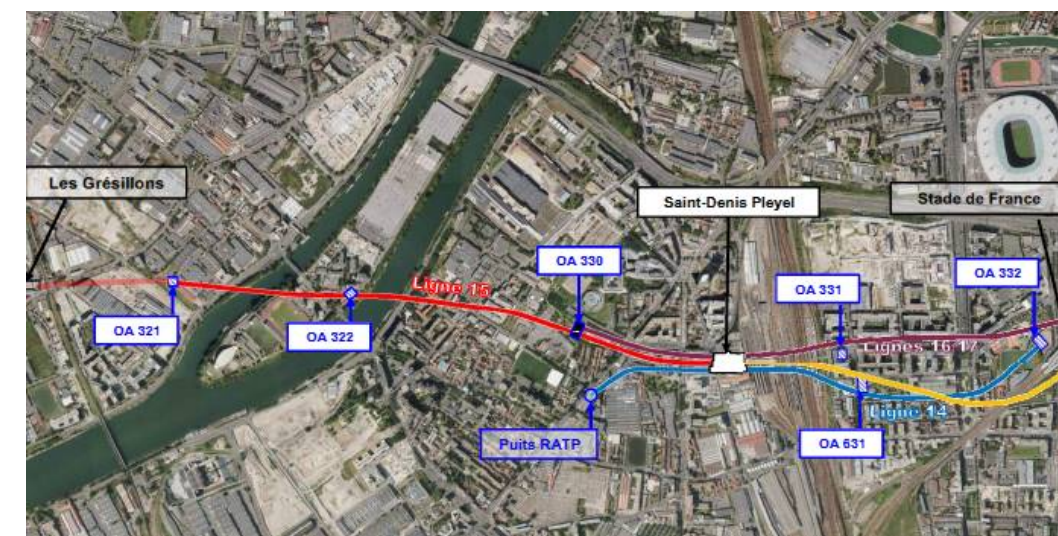 Les Grésillons
Saint-Denis Pleyel
Stade de France
OA 330
OA 332
OA 331
Ligne 15
OA 321
OA 322
Lignes 16 17
Ligne 14
Puits RATP
OA 631